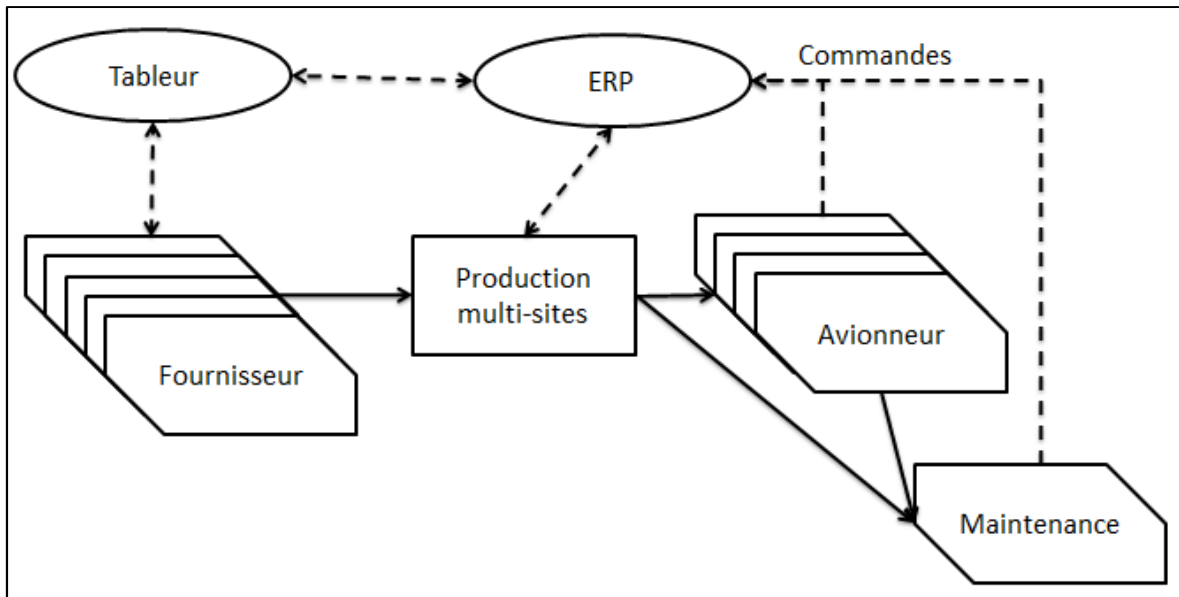 Tableur
ERP
Commandes
Production
multi-sites
Avionneur
Fournisseur
Maintenance